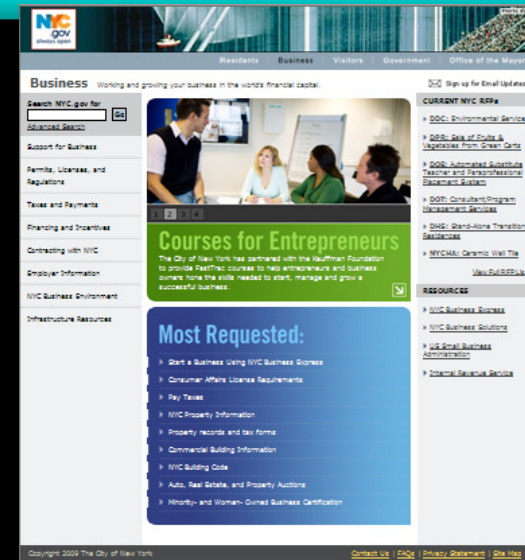 NYC
.gov
always open
Residents
Business
Visitors
Government
Office of the Mayor
Business Working and growing your business in the world's financial capital.
Sign up for Email Updates
Search NYC.gov for
Go
Advanced Search
Support for Business
Permits, Licenses, and
Regulations
Taxes and Payments
Financing and Incentives
Contracting with NYC
Employer Information
NYC Business Environment
Infrastructure Resources
1 2 3 4
Courses for Entrepreneurs
The City of New York has partnered with the Kauffman Foundation
to provide FastTrac courses to help entrepreneurs and business
owners hone the skills needed to start, manage and grow a
successful business.
Most Requested:
Start a Business Using NYC Business Express
Consumer Affairs License Requirements
Pay Taxes
NYC Property Information
Property records and tax forms
Commercial Building Information
NYC Building Code
Auto, Real Estate, and Property Auctions
Minority- and Women- Owned Business Certification
CURRENT NYC RFPs
DDC: Environmental Service
DPR: Sale of Fruits &
Vegetables from Green Carts
DOE: Automated Substitute
Teacher and Paraprofessional
Placement System
DOT: Consultant/Program
Management Services
DHS: Stand-Alone Transition
Residences
NYCHA: Ceramic Wall Tile
View Full RFP Lis
RESOURCES
NYC Business Express
NYC Business Solutions
US Small Business
Administration
Internal Revenue Service
Copyright 2009 The City of New York
Contact Us | FAQs | Privacy Statement | Site Map